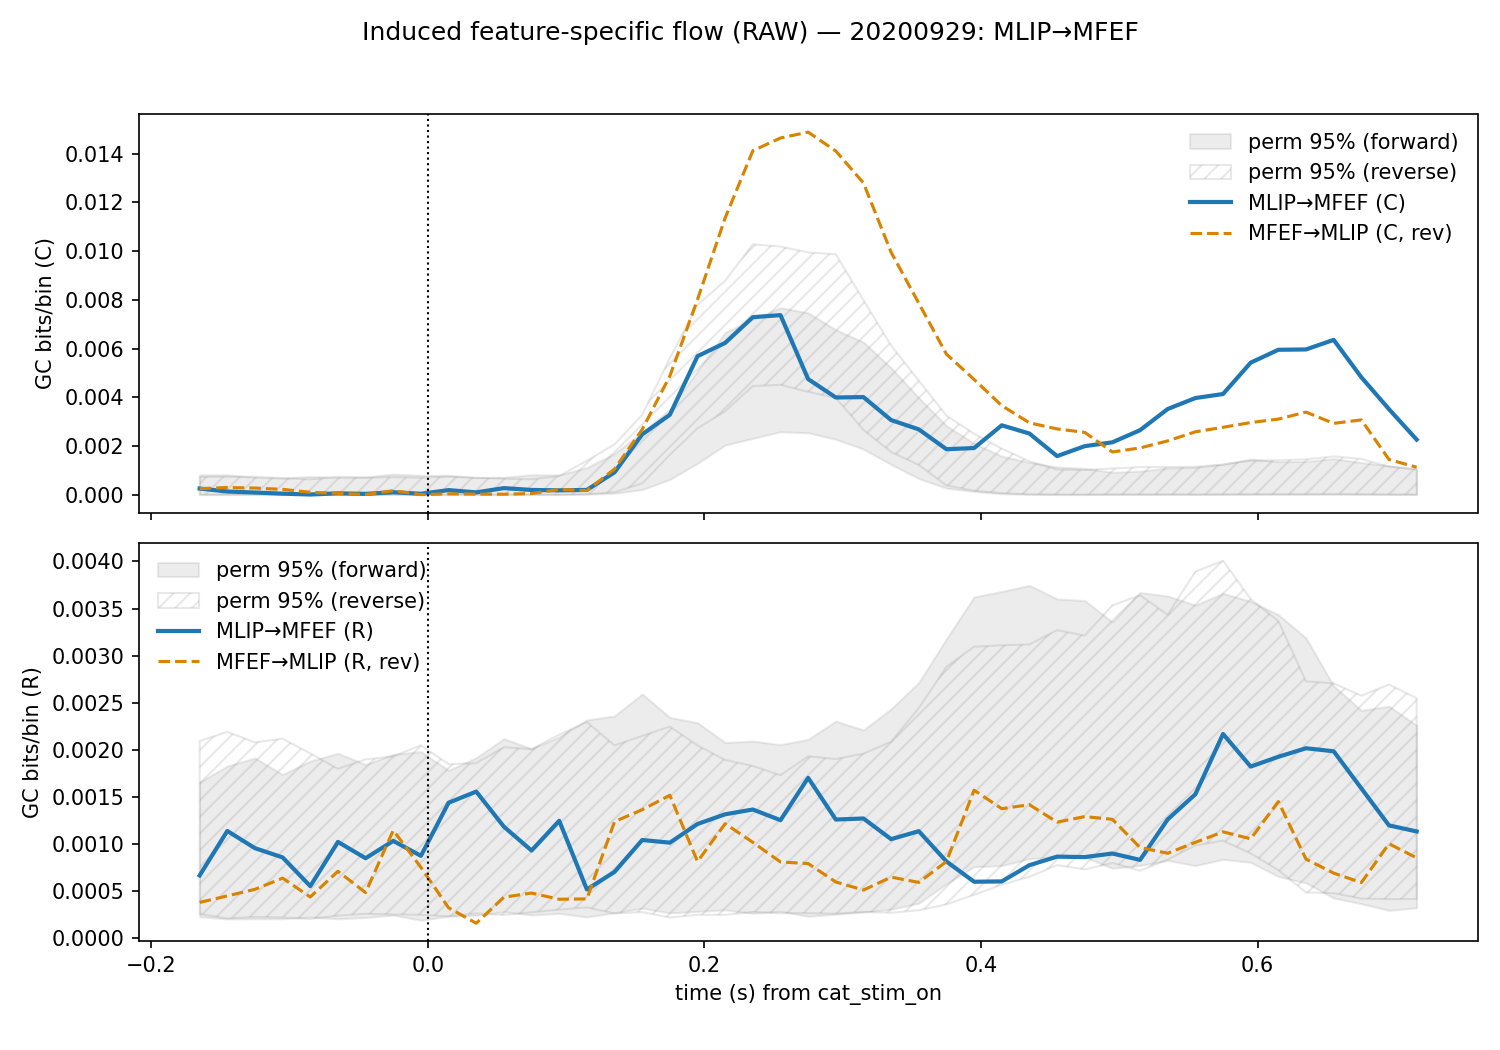 Induced feature-specific flow (RAW) — 20200929: MLIP→MFEF
GC bits/bin (C)
0.014
0.012
0.010
0.008
0.006
0.004
0.002
0.000
perm 95% (forward)
perm 95% (reverse)
MLIP→MFEF (C)
MFEF→MLIP (C, rev)
GC bits/bin (R)
0.0040
0.0035
0.0030
0.0025
0.0020
0.0015
0.0010
0.0005
0.0000
perm 95% (forward)
perm 95% (reverse)
MLIP→MFEF (R)
MFEF→MLIP (R, rev)
−0.2 0.0 0.2 0.4 0.6
time (s) from cat_stim_on